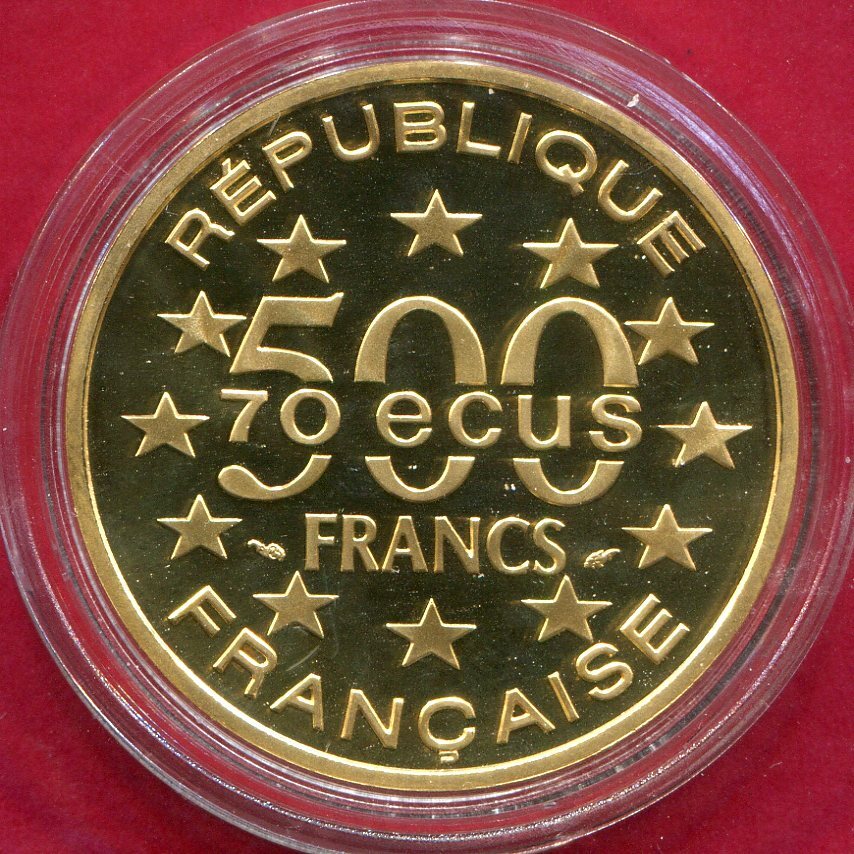 RÉPUBLIQUE
500
70 ecus
FRANCS
FRANÇAISE